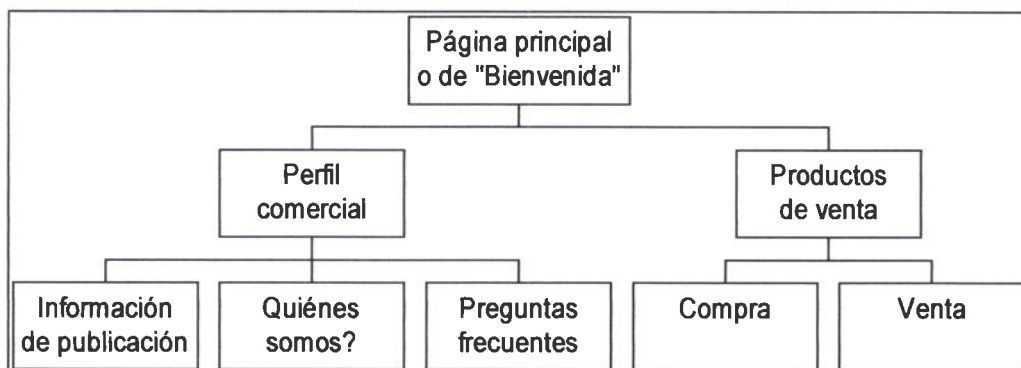 Página principal
o de "Bienvenida"
Perfil
comercial
Productos
de venta
Información
de publicación
Quiénes
somos?
Preguntas
frecuentes
Compra
Venta